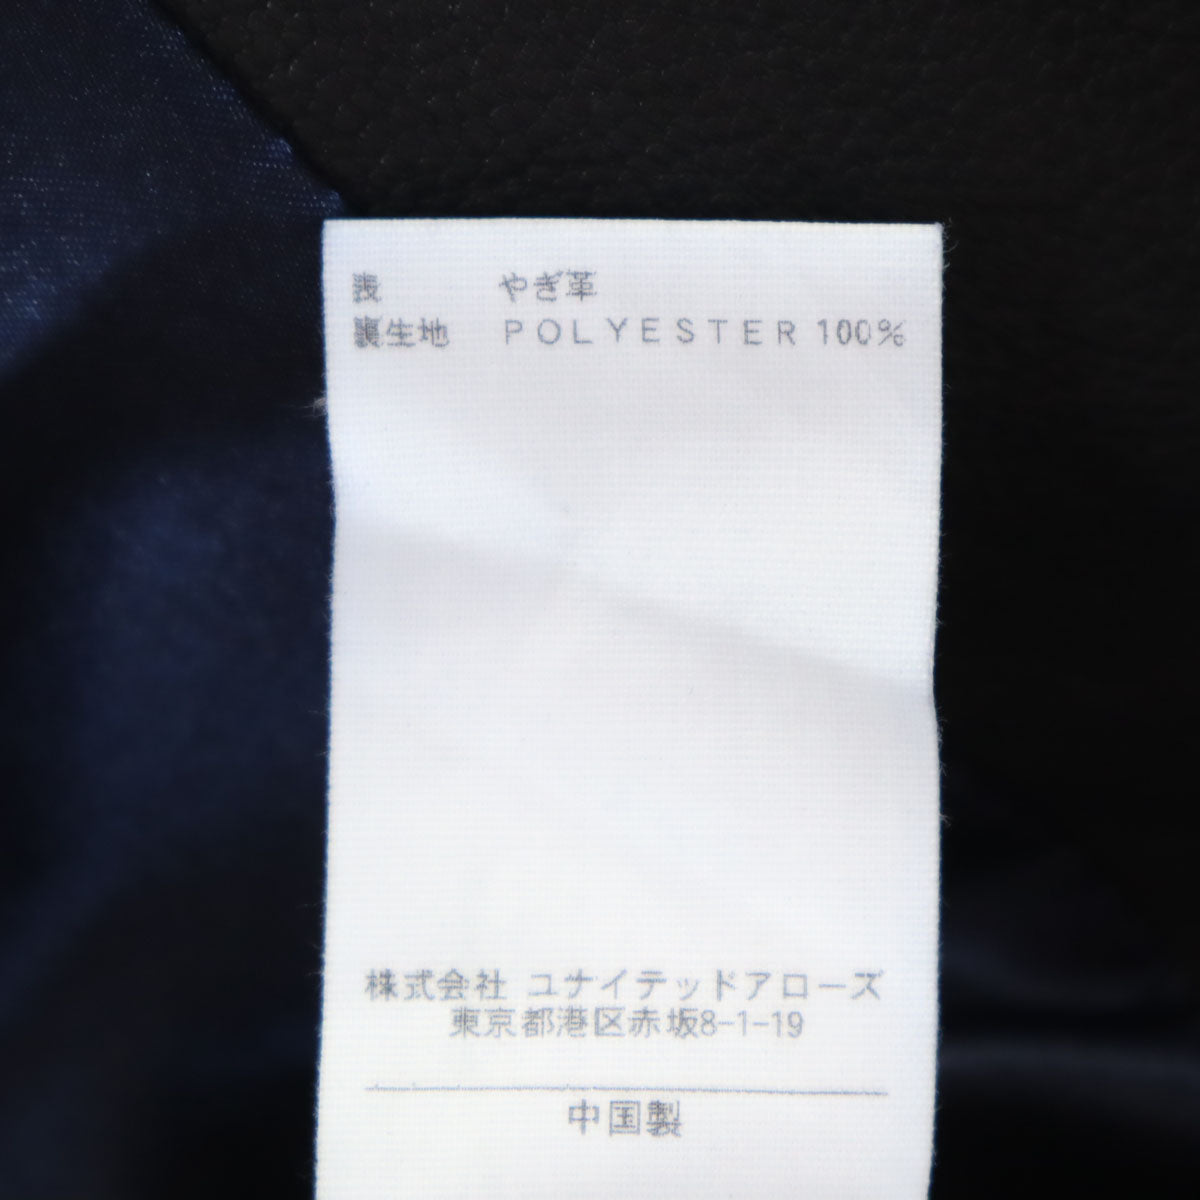 表 やぎ革
裏生地 POLYESTER 100%
株式会社 ユナイテッドアローズ
東京都港区赤坂8-1-19
中国製